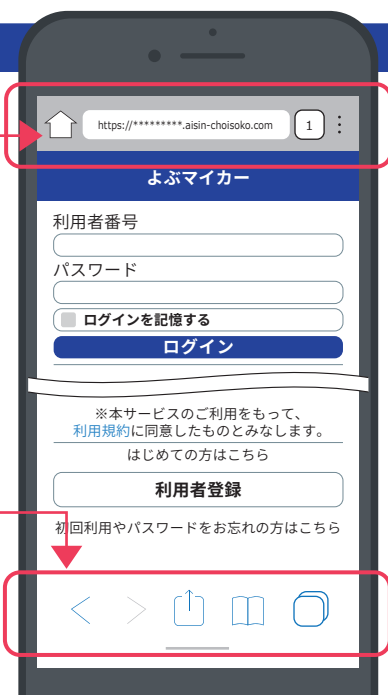 https://*********.aisin-choisoko.com
1
よぶマイカー
利用者番号
パスワード
ログインを記憶する
ログイン
※本サービスのご利用をもって、
利用規約に同意したものとみなします。
はじめての方はこちら
利用者登録
初回利用やパスワードをお忘れの方はこちら